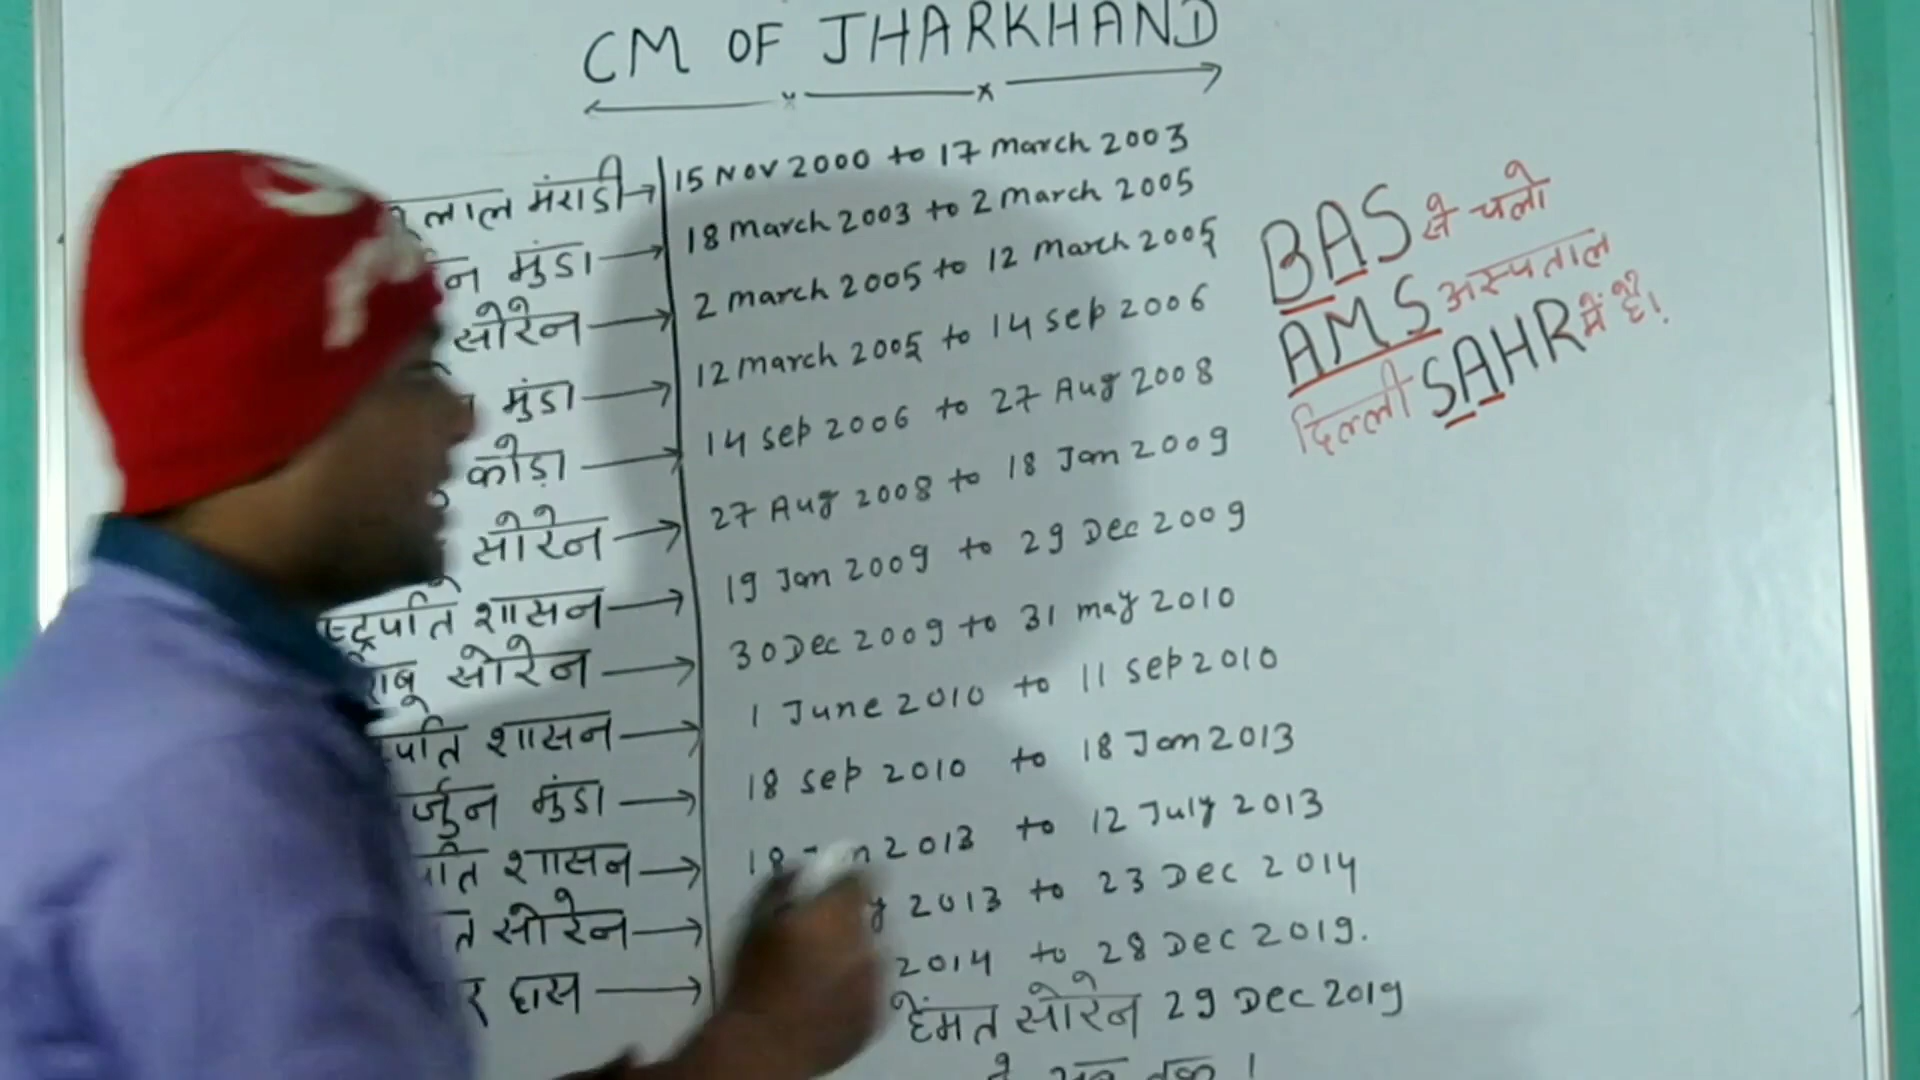 CM OF JHARKHAND
लाल मंराडी → 15 Nov 2000 to 17 march 2003
मुंडा → 18 march 2003 to 2 march 2005
सोरेन → 2 march 2005 to 12 march 2005
मुंडा → 12 march 2005 to 14 sep 2006
कोड़ा → 14 sep 2006 to 27 Aug 2008
सोरेन → 27 Aug 2008 to 18 Jan 2009
शासन → 19 Jan 2009 to 29 Dec 2009
सोरेन → 30 Dec 2009 to 31 may 2010
शासन → 1 June 2010 to 11 sep 2010
मुंडा → 18 sep 2010 to 18 Jan 2013
शासन → 18 2013 to 12 July 2013
सोरेन → 2013 to 23 Dec 2014
दास → 2014 to 28 Dec 2019.
हेंमत सोरेन 29 Dec 2019
BAS से चलो
AMS अस्पताल
दिल्ली SAHR में है।